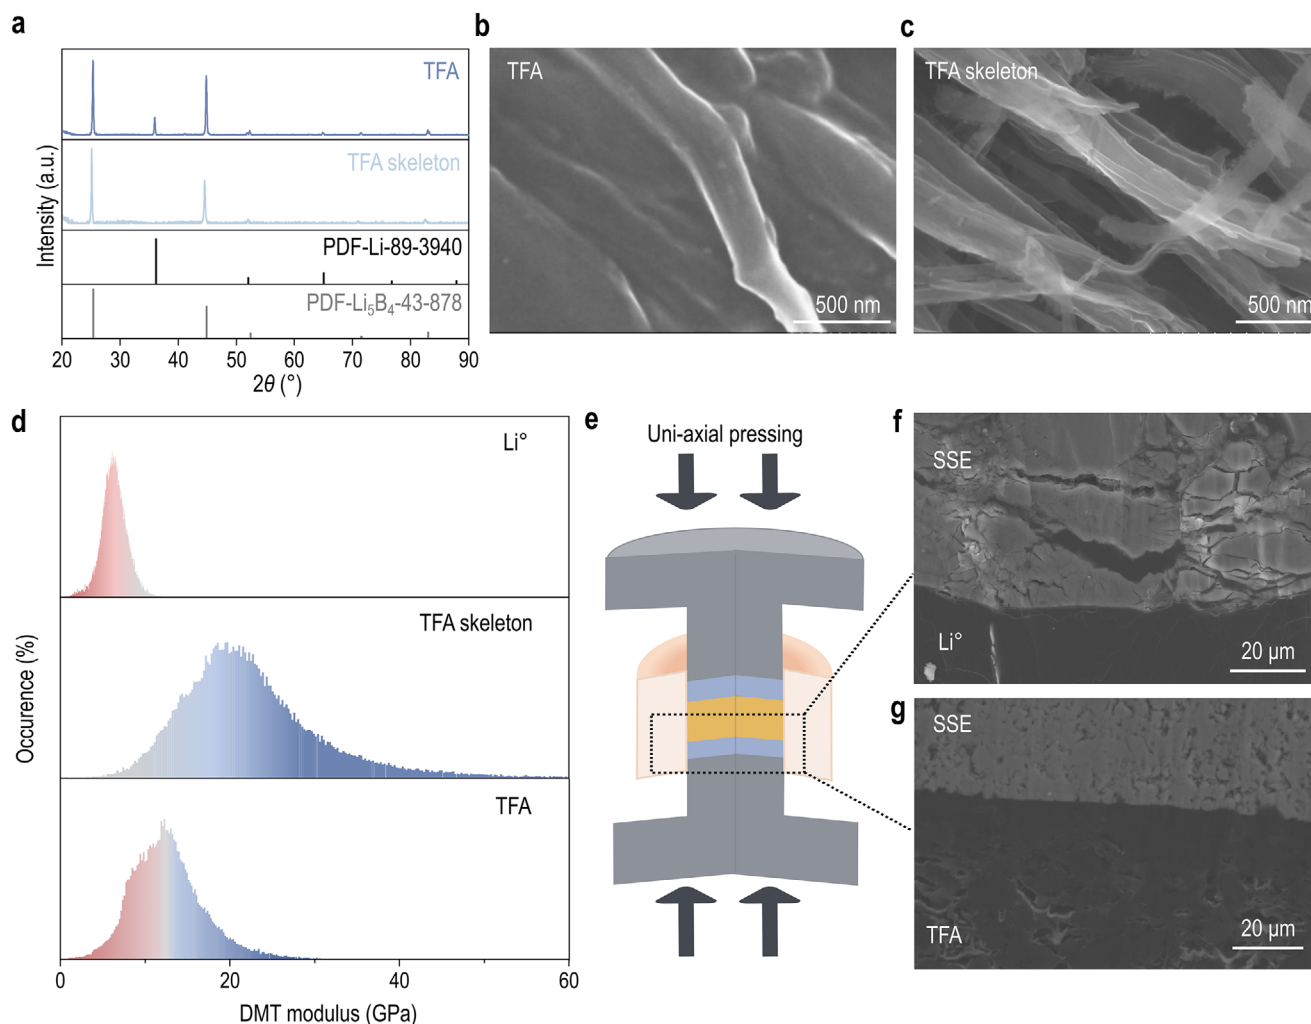 a
TFA
TFA skeleton
PDF-Li-89-3940
PDF-Li₅B₄-43-878
Intensity (a.u.)
20 30 40 50 60 70 80 90
2θ (°)
b
TFA
500 nm
c
TFA skeleton
500 nm
d
Li°
TFA skeleton
TFA
Occurence (%)
0 20 40 60
DMT modulus (GPa)
e
Uni-axial pressing
f
SSE
Li°
20 μm
g
SSE
TFA
20 μm